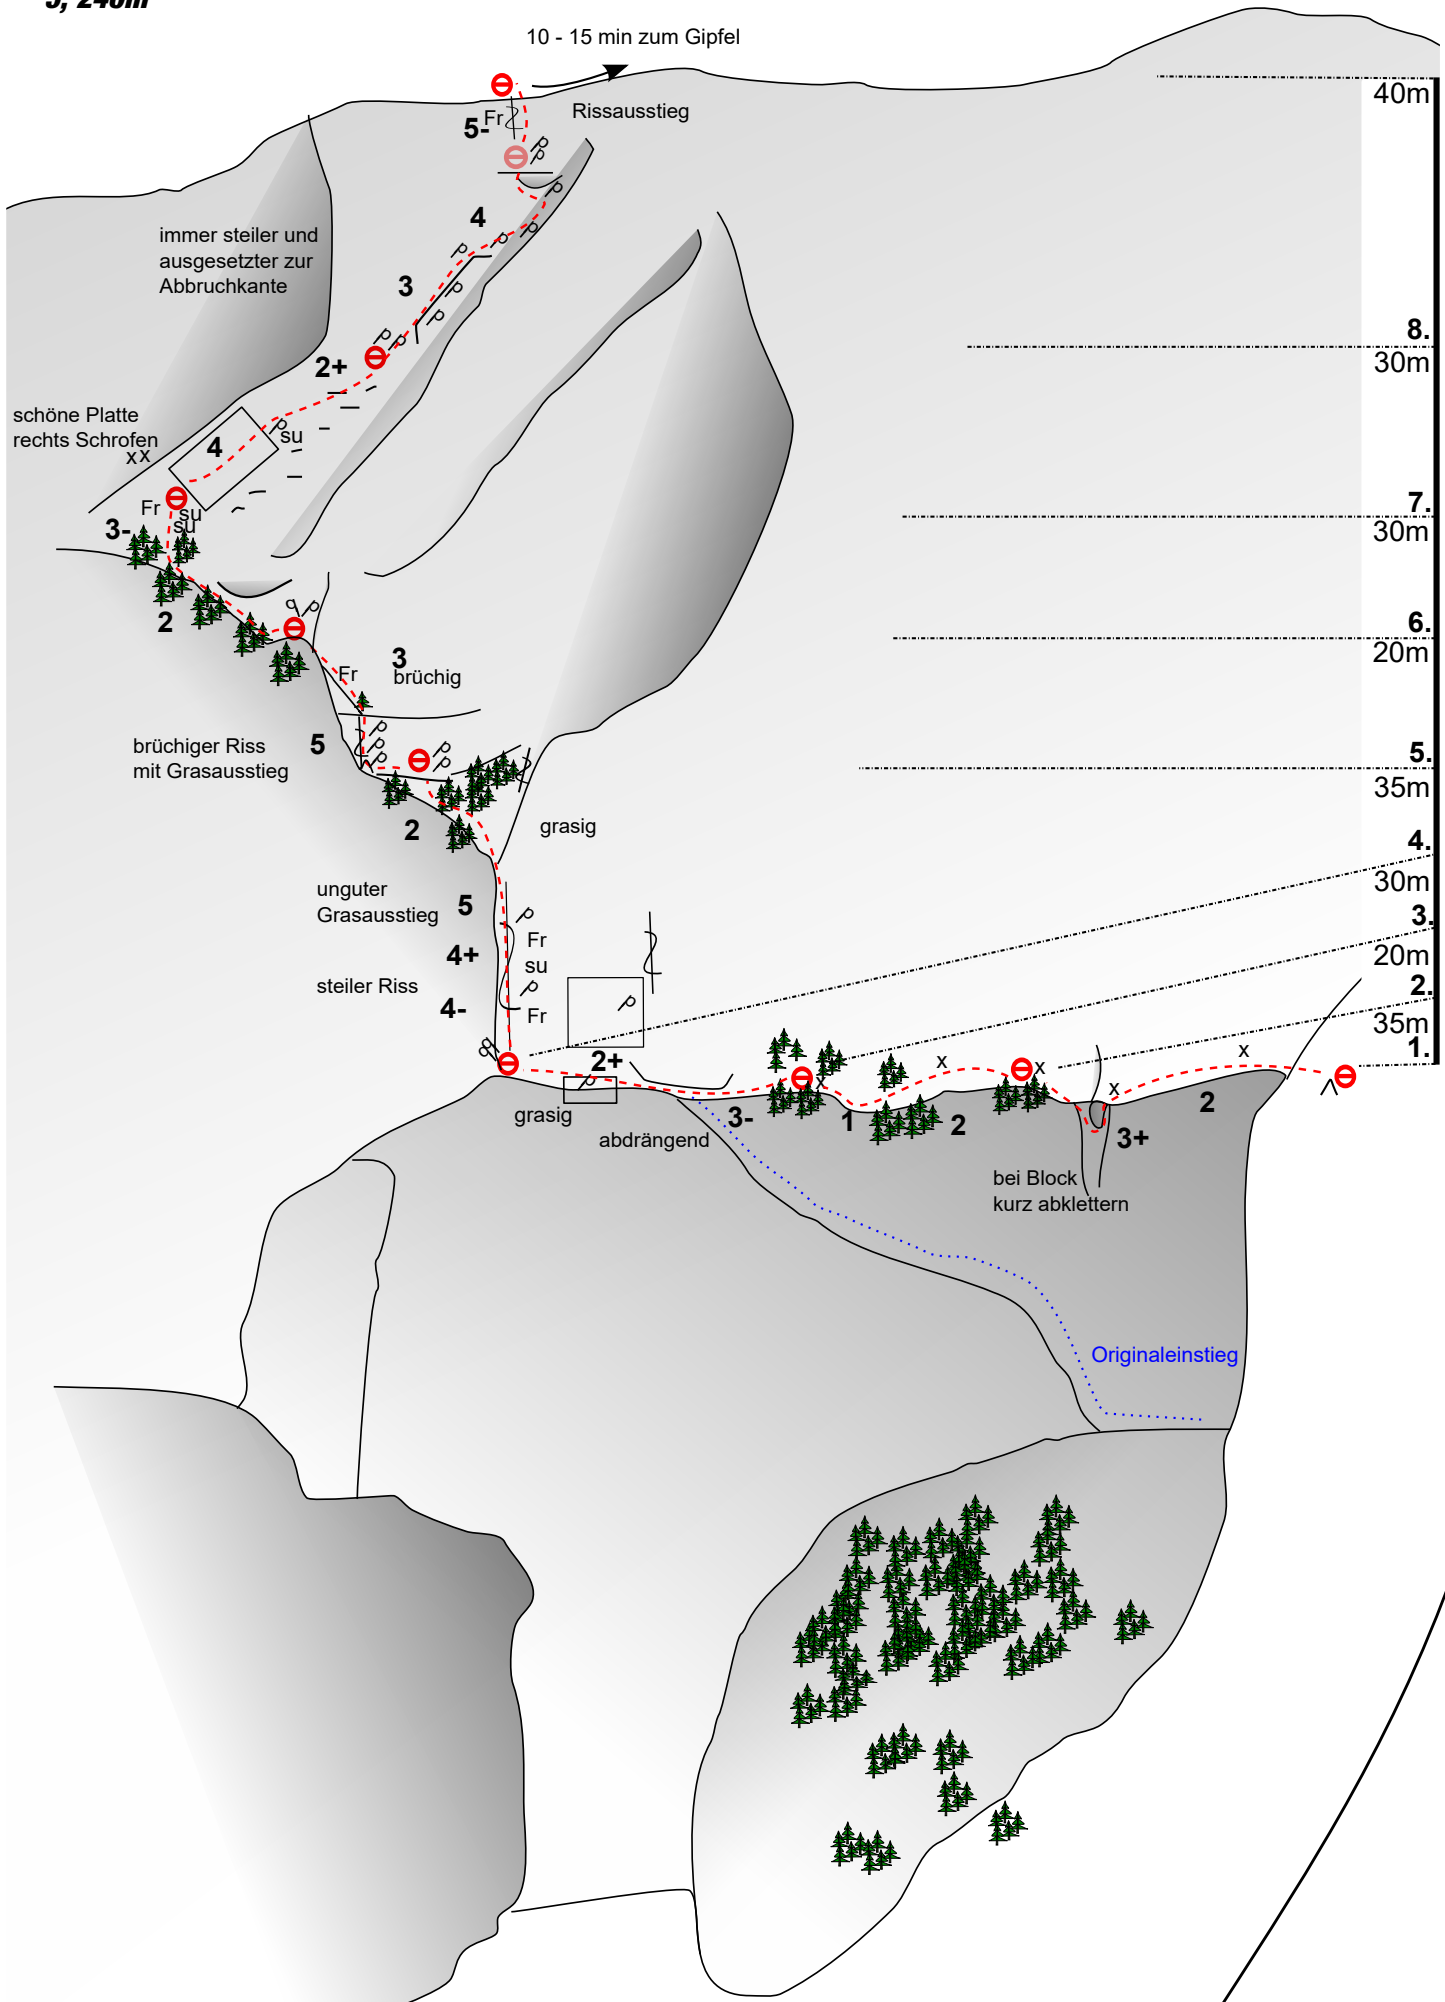 5, 240m
10 - 15 min zum Gipfel
40m
5-
Fr
Rissausstieg
4
immer steiler und
ausgesetzter zur
Abbruchkante
3
8.
30m
2+
schöne Platte
rechts Schrofen
xx
4
su
Fr
su
su
3-
7.
30m
2
6.
20m
3
brüchig
Fr
brüchiger Riss
mit Grasausstieg
5
5.
35m
2
grasig
4.
30m
unguter
Grasausstieg
5
Fr
4+
su
3.
20m
steiler Riss
4-
Fr
2.
35m
1.
2+
x
x
x
x
x
grasig
abdrängend
3-
1
2
3+
2
bei Block
kurz abklettern
Originaleinstieg